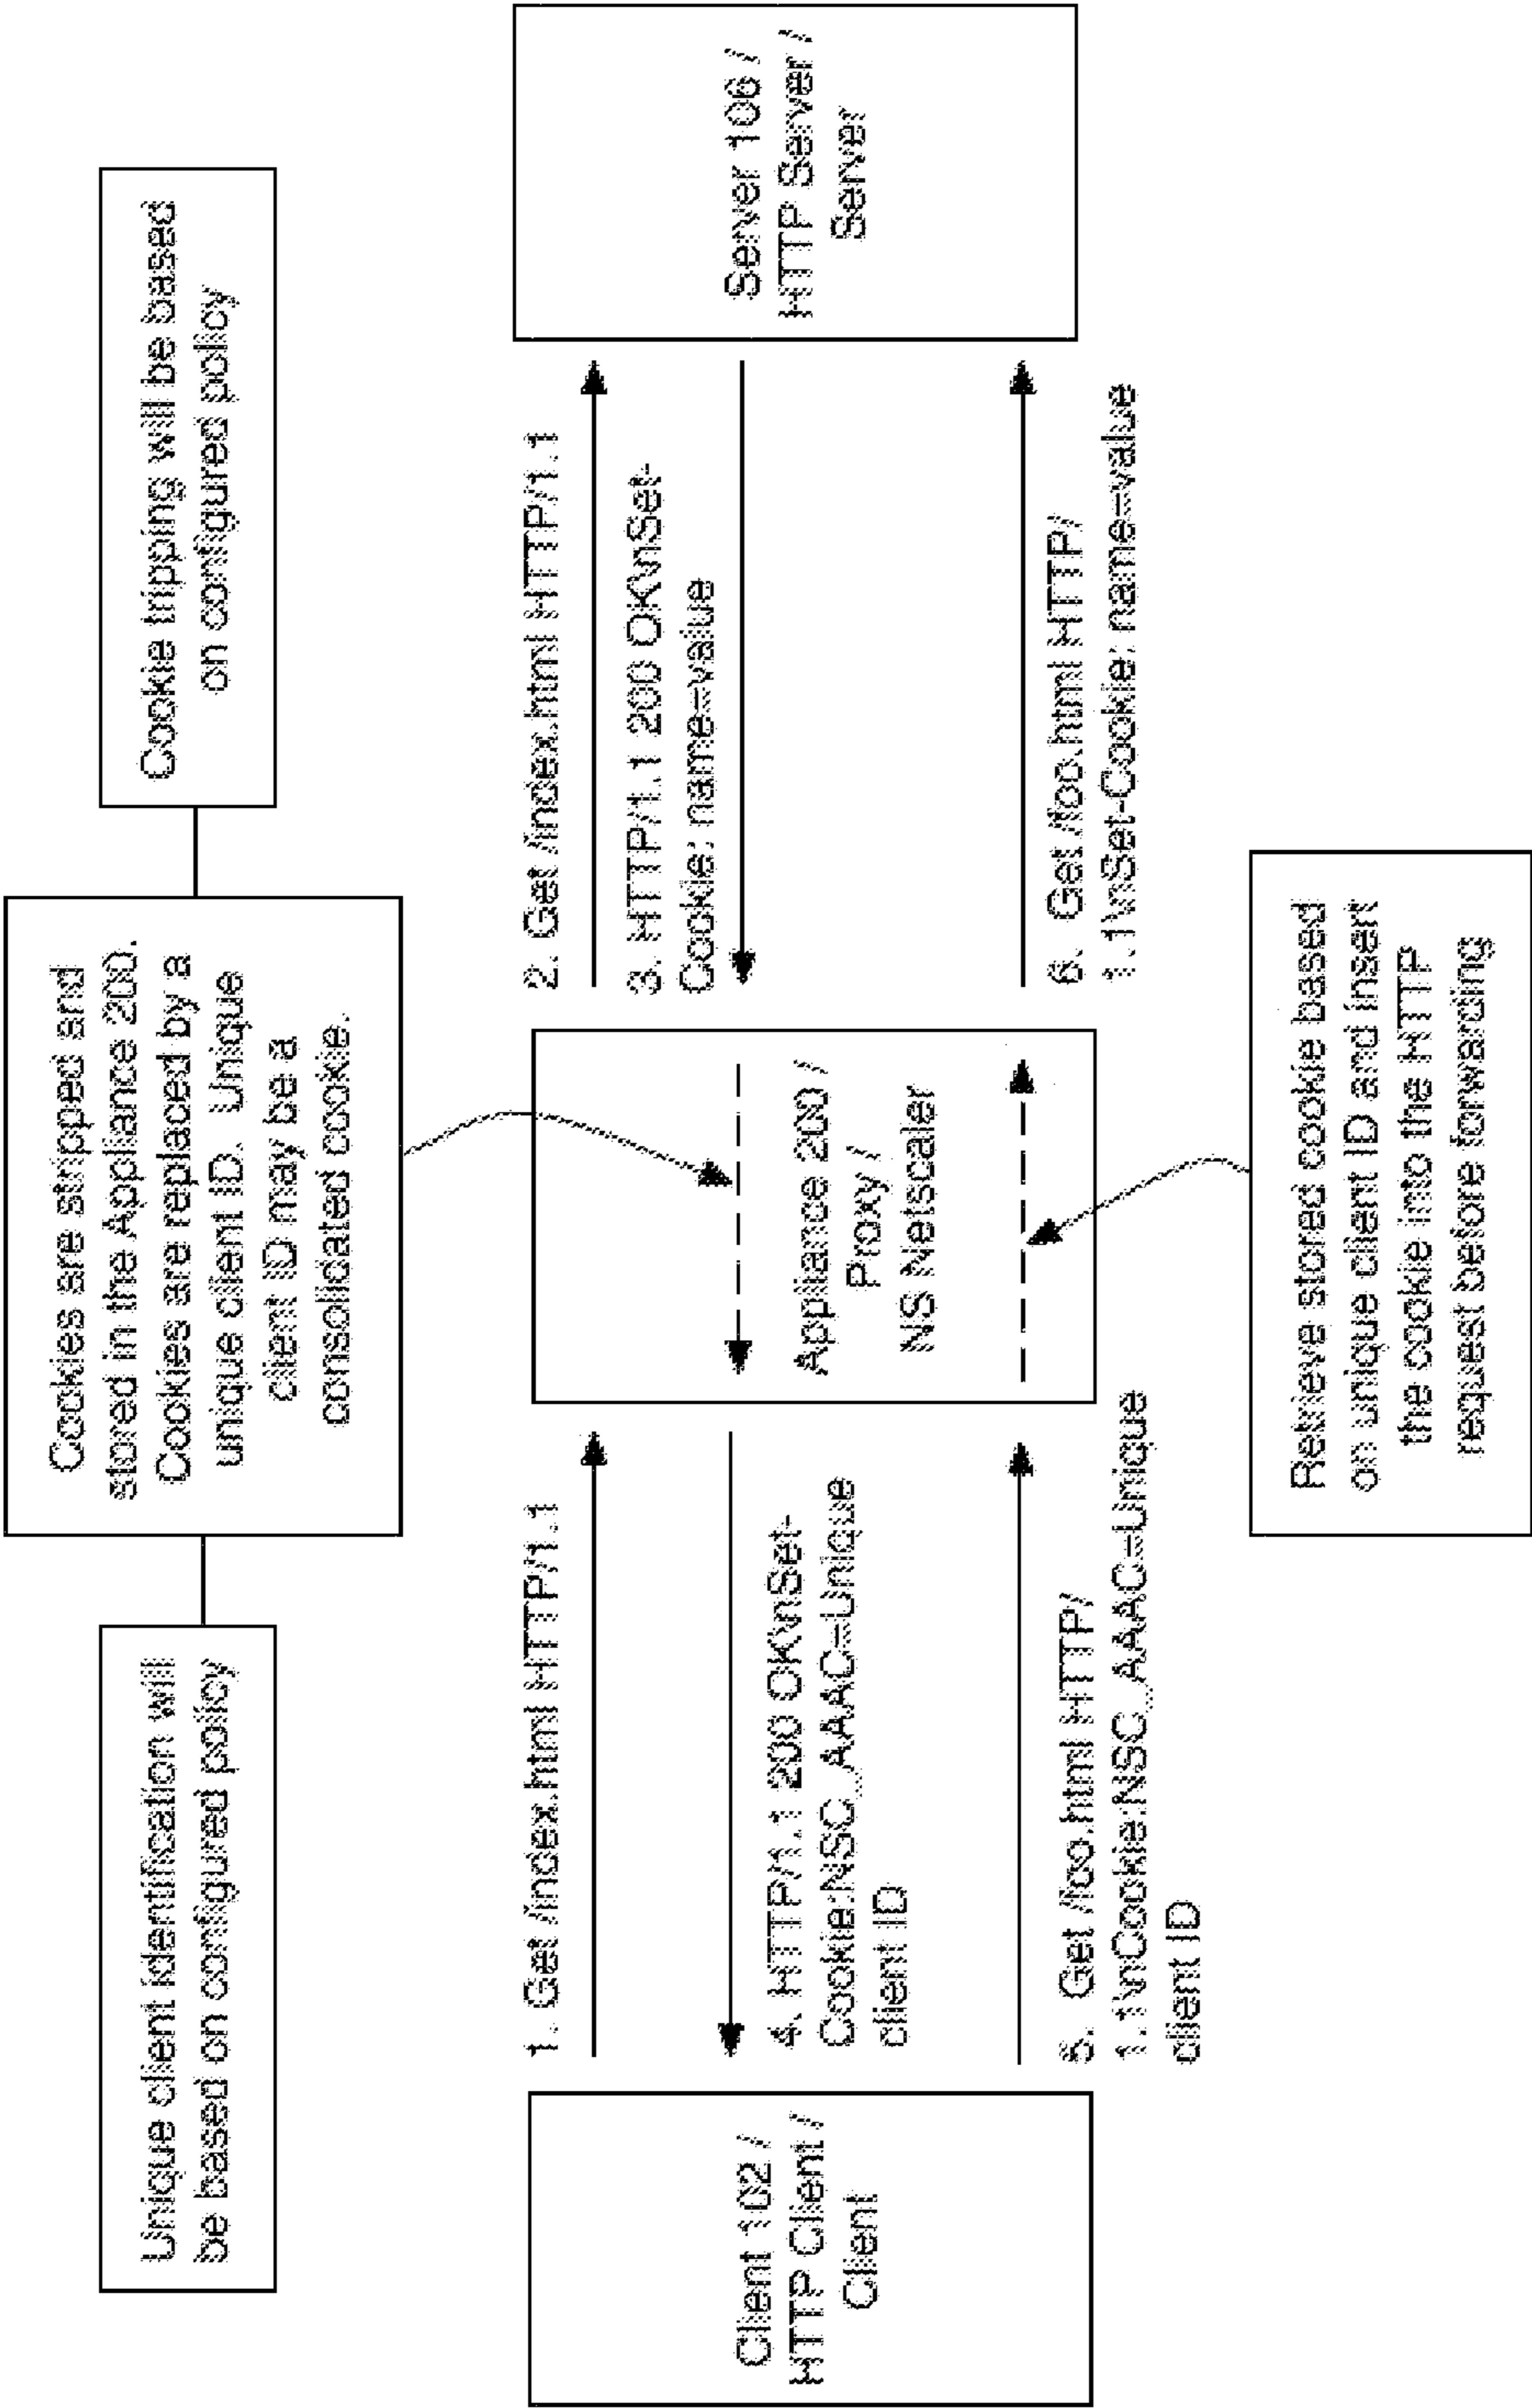 Unique client identification will
be based on configured policy
Cookies are stripped and
stored in the Appliance 200.
Cookies are replaced by a
unique client ID. Unique
client ID may be a
consolidated cookie.
Cookie tripping will be based
on configured policy
1. Get /index.html HTTP/1.1
2. Get /index.html HTTP/1.1
3. HTTP/1.1 200 OK\nSet-
Cookie: name=value
4. HTTP/1.1 200 OK\nSet-
Cookie:NSC_AAAC=Unique
client ID
Client 102 /
HTTP Client /
Client
Appliance 200 /
Proxy /
NS Netscaler
Server 106 /
HTTP Server /
Server
5. Get /foo.html HTTP/
1.1\nCookie:NSC_AAAC=Unique
client ID
6. Get /foo.html HTTP/
1.1\nSet-Cookie: name=value
Retrieve stored cookie based
on unique client ID and insert
the cookie into the HTTP
request before forwarding